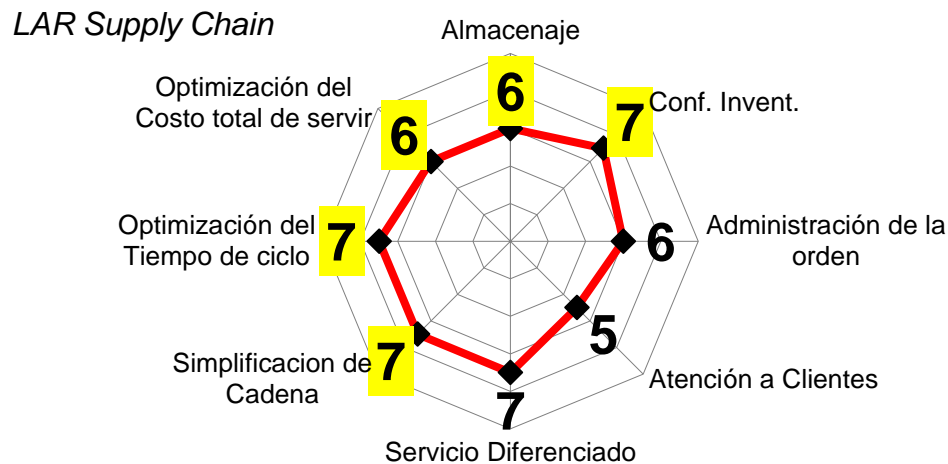 LAR Supply Chain
Almacenaje
Optimización del
Costo total de servir
6
6
7
Conf. Invent.
Optimización del
Tiempo de ciclo
7
6
Administración de la
orden
Simplificacion de
Cadena
7
7
5
Atención a Clientes
Servicio Diferenciado